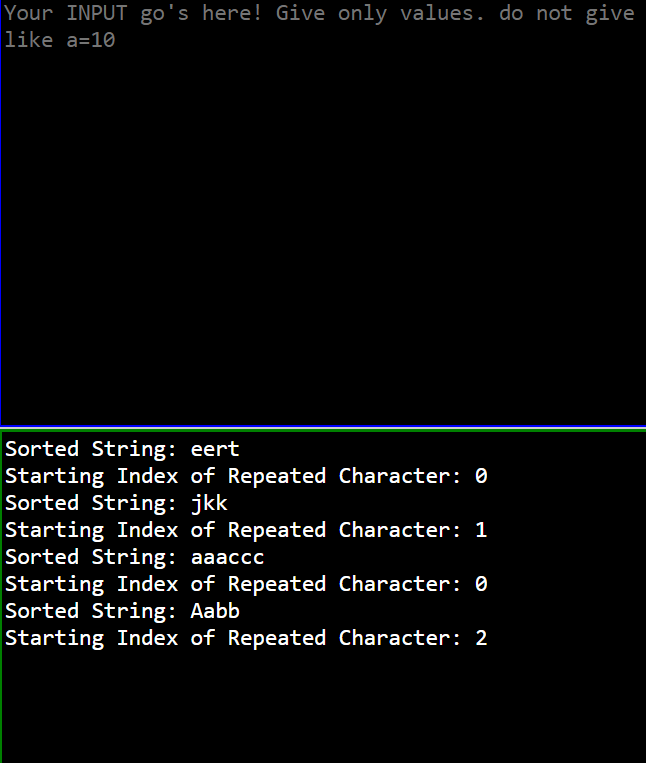 Your INPUT go's here! Give only values. do not give
like a=10
Sorted String: eert
Starting Index of Repeated Character: 0
Sorted String: jkk
Starting Index of Repeated Character: 1
Sorted String: aaaccc
Starting Index of Repeated Character: 0
Sorted String: Aabb
Starting Index of Repeated Character: 2